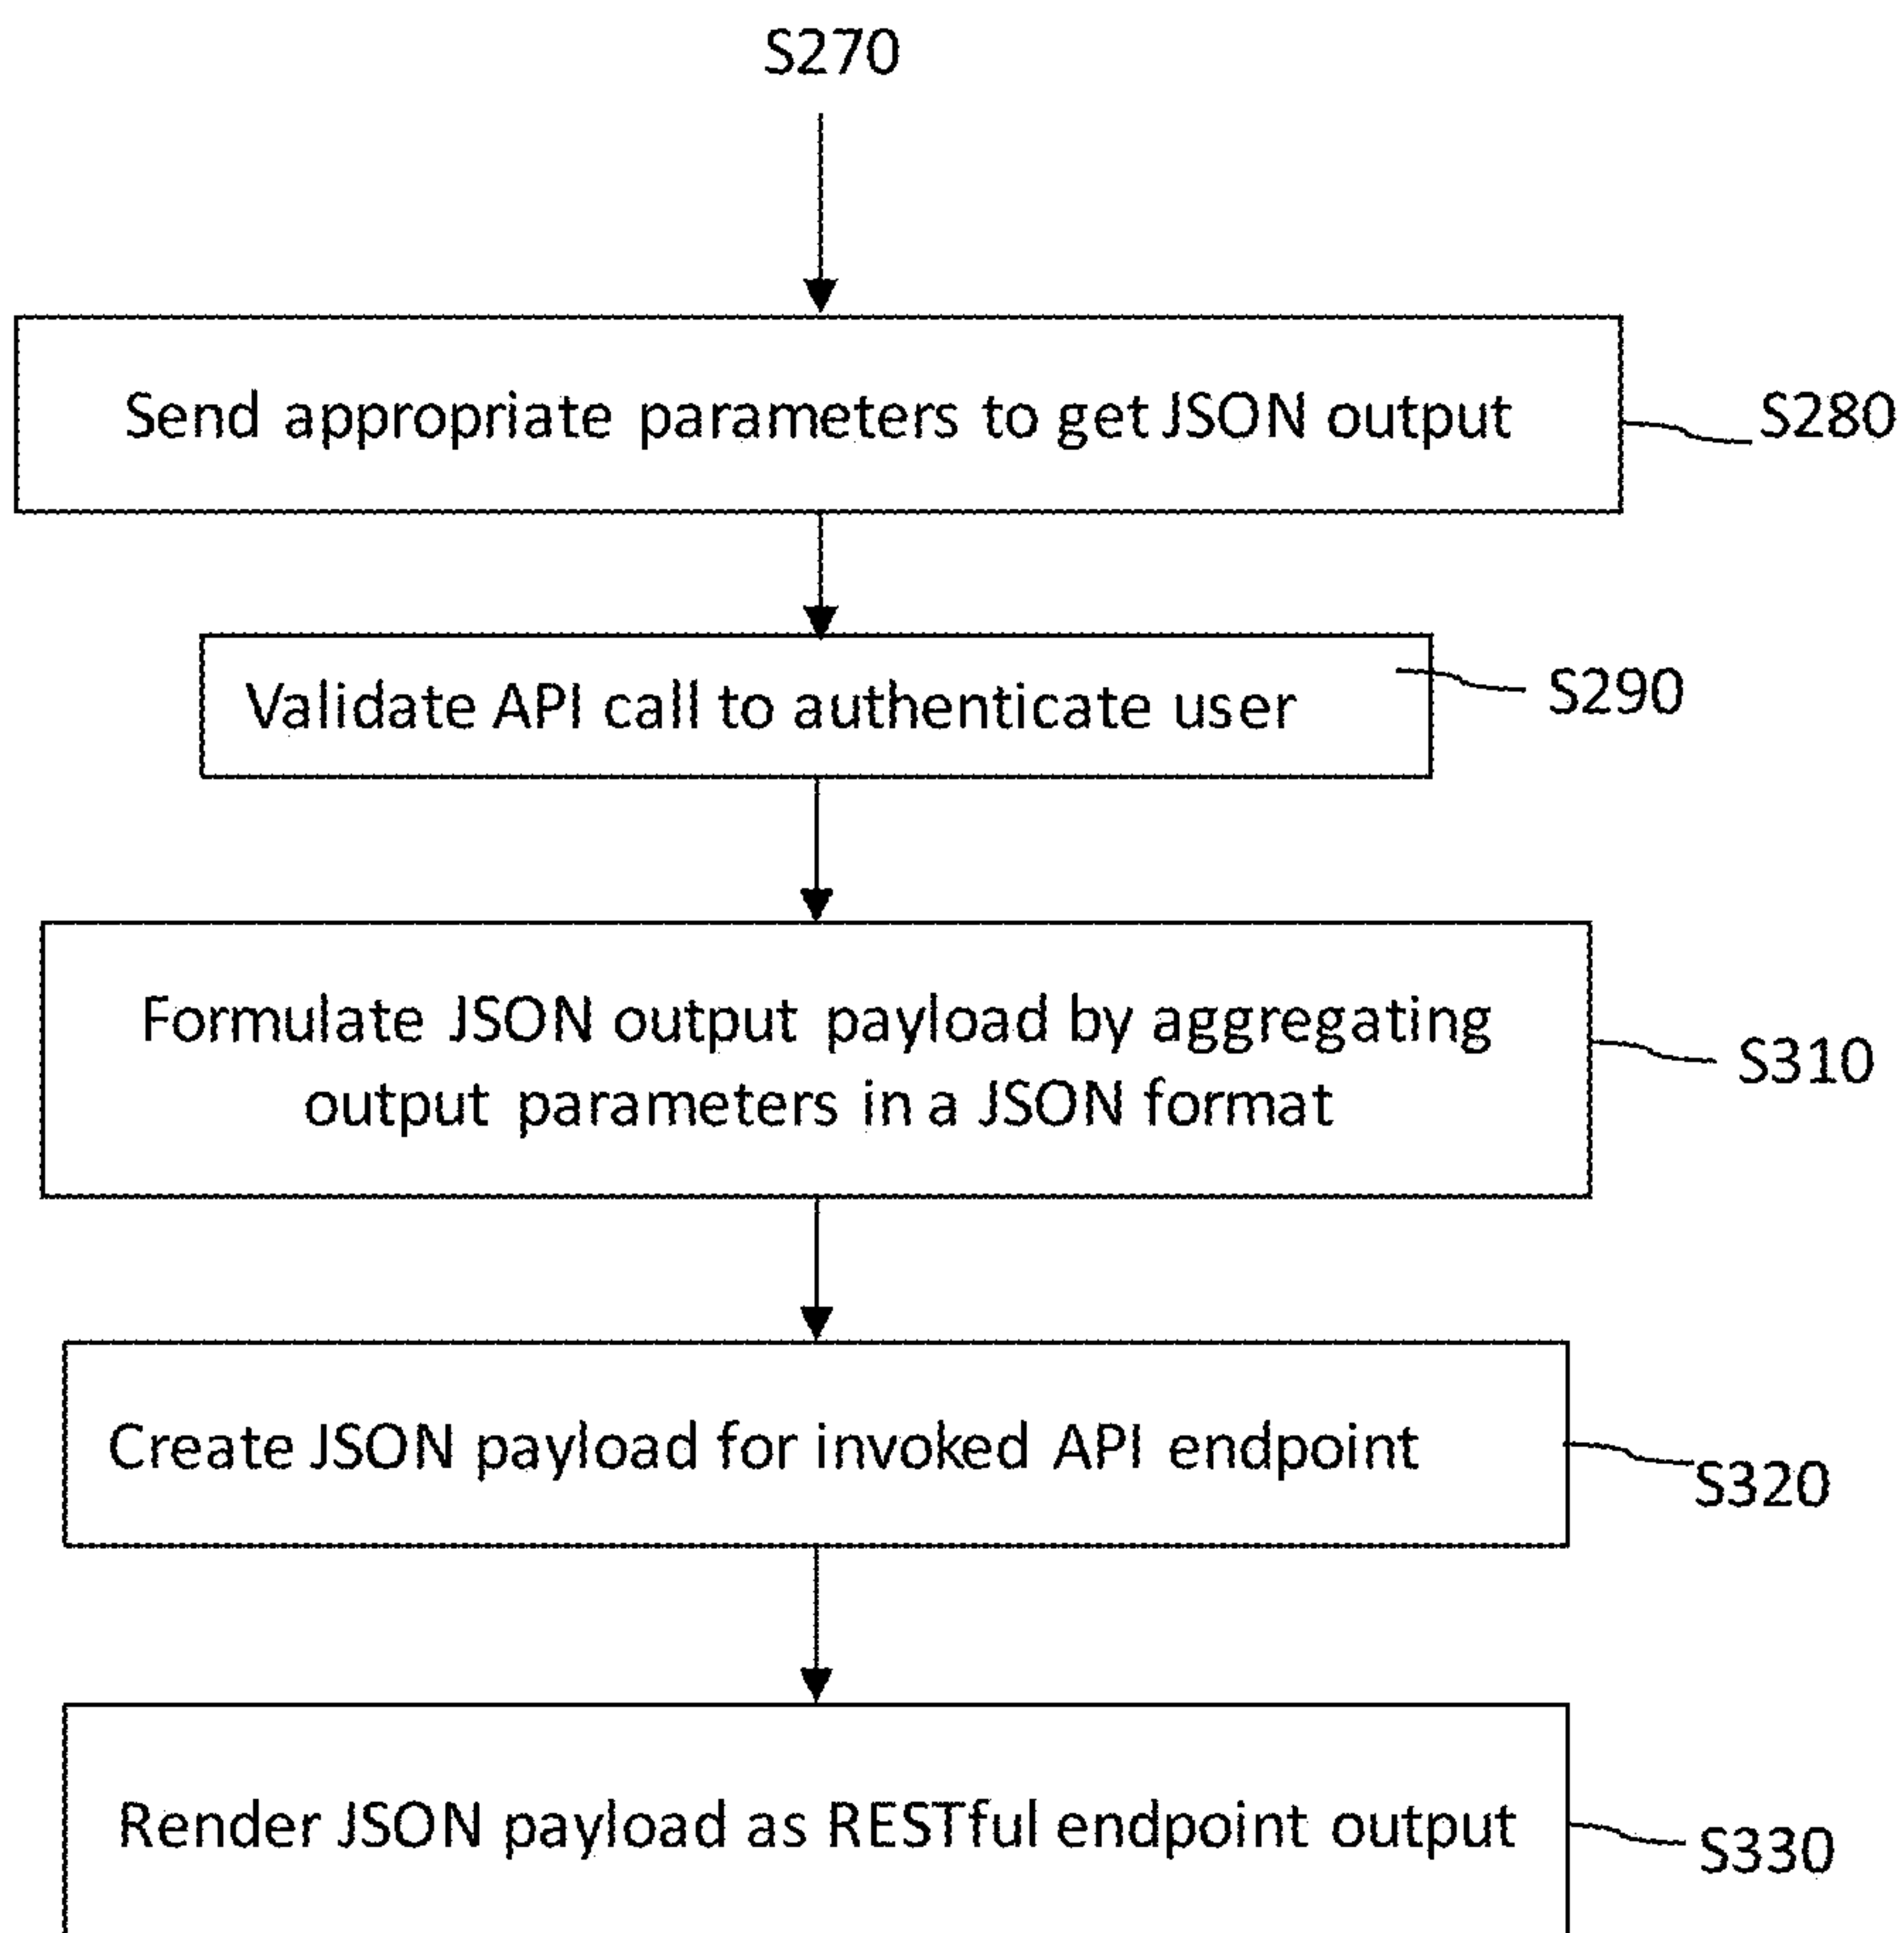 S270
Send appropriate parameters to get JSON output
S280
Validate API call to authenticate user
S290
Formulate JSON output payload by aggregating
output parameters in a JSON format
S310
Create JSON payload for invoked API endpoint
S320
Render JSON payload as RESTful endpoint output
S330